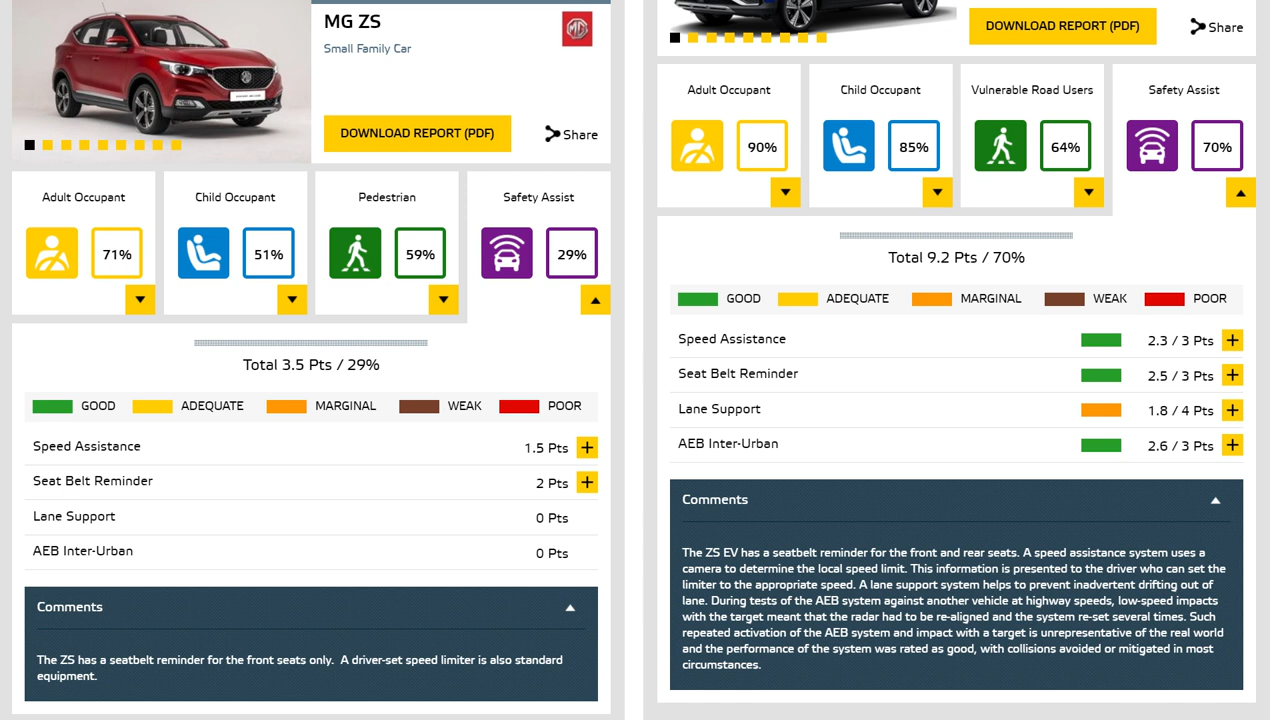 MG ZS
Small Family Car
DOWNLOAD REPORT (PDF)
Share
Adult Occupant
Child Occupant
Pedestrian
Safety Assist
71%
51%
59%
29%
Total 3.5 Pts / 29%
GOOD ADEQUATE MARGINAL WEAK POOR
Speed Assistance 1.5 Pts +
Seat Belt Reminder 2 Pts +
Lane Support 0 Pts
AEB Inter-Urban 0 Pts
Comments
The ZS has a seatbelt reminder for the front seats only. A driver-set speed limiter is also standard
equipment.
DOWNLOAD REPORT (PDF)
Share
Adult Occupant
Child Occupant
Vulnerable Road Users
Safety Assist
90%
85%
64%
70%
Total 9.2 Pts / 70%
GOOD ADEQUATE MARGINAL WEAK POOR
Speed Assistance 2.3 / 3 Pts +
Seat Belt Reminder 2.5 / 3 Pts +
Lane Support 1.8 / 4 Pts +
AEB Inter-Urban 2.6 / 3 Pts +
Comments
The ZS EV has a seatbelt reminder for the front and rear seats. A speed assistance system uses a
camera to determine the local speed limit. This information is presented to the driver who can set the
limiter to the appropriate speed. A lane support system helps to prevent inadvertent drifting out of
lane. During tests of the AEB system against another vehicle at highway speeds, low-speed impacts
with the target meant that the radar had to be re-aligned and the system re-set several times. Such
repeated activation of the AEB system and impact with a target is unrepresentative of the real world
and the performance of the system was rated as good, with collisions avoided or mitigated in most
circumstances.